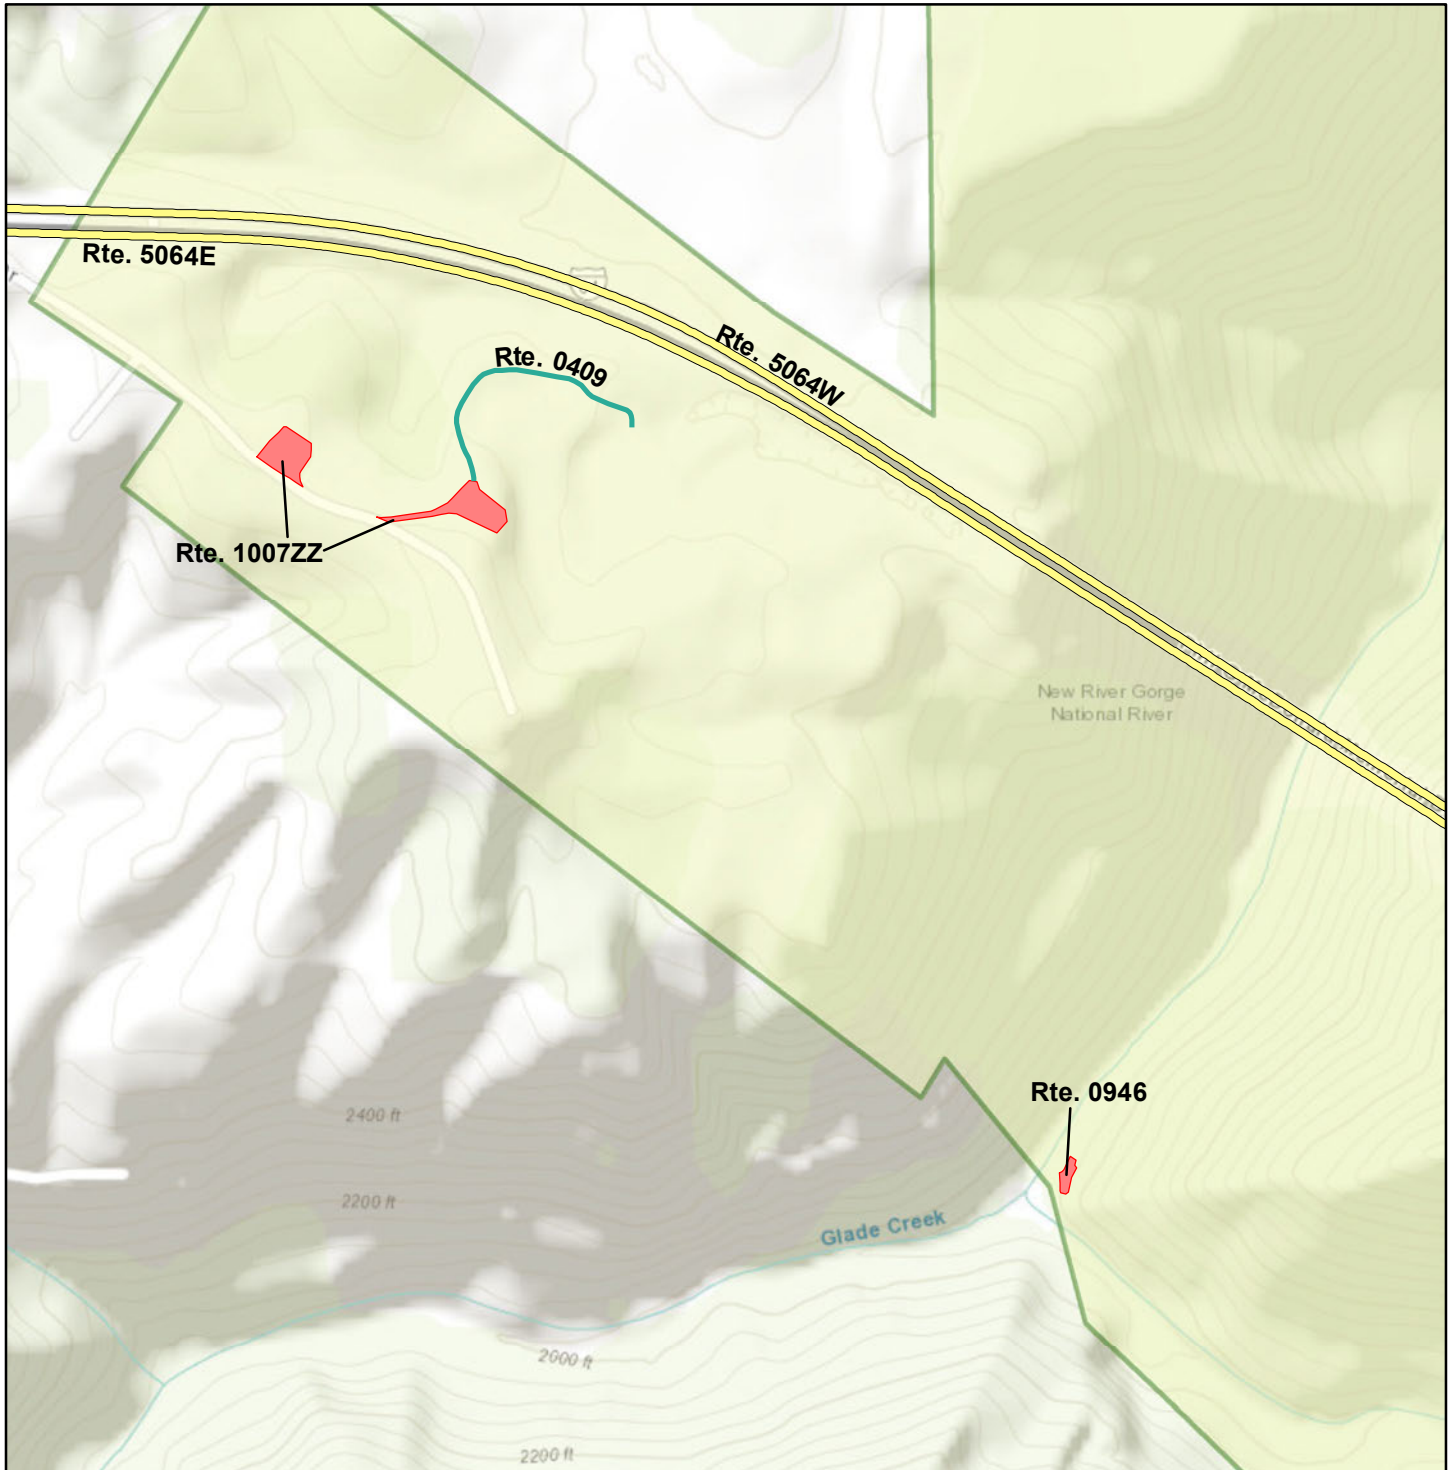 Rte. 5064E
Rte. 5064W
Rte. 0409
Rte. 1007ZZ
New River Gorge
National River
Rte. 0946
2400 ft
2200 ft
Glade Creek
2000 ft
2200 ft